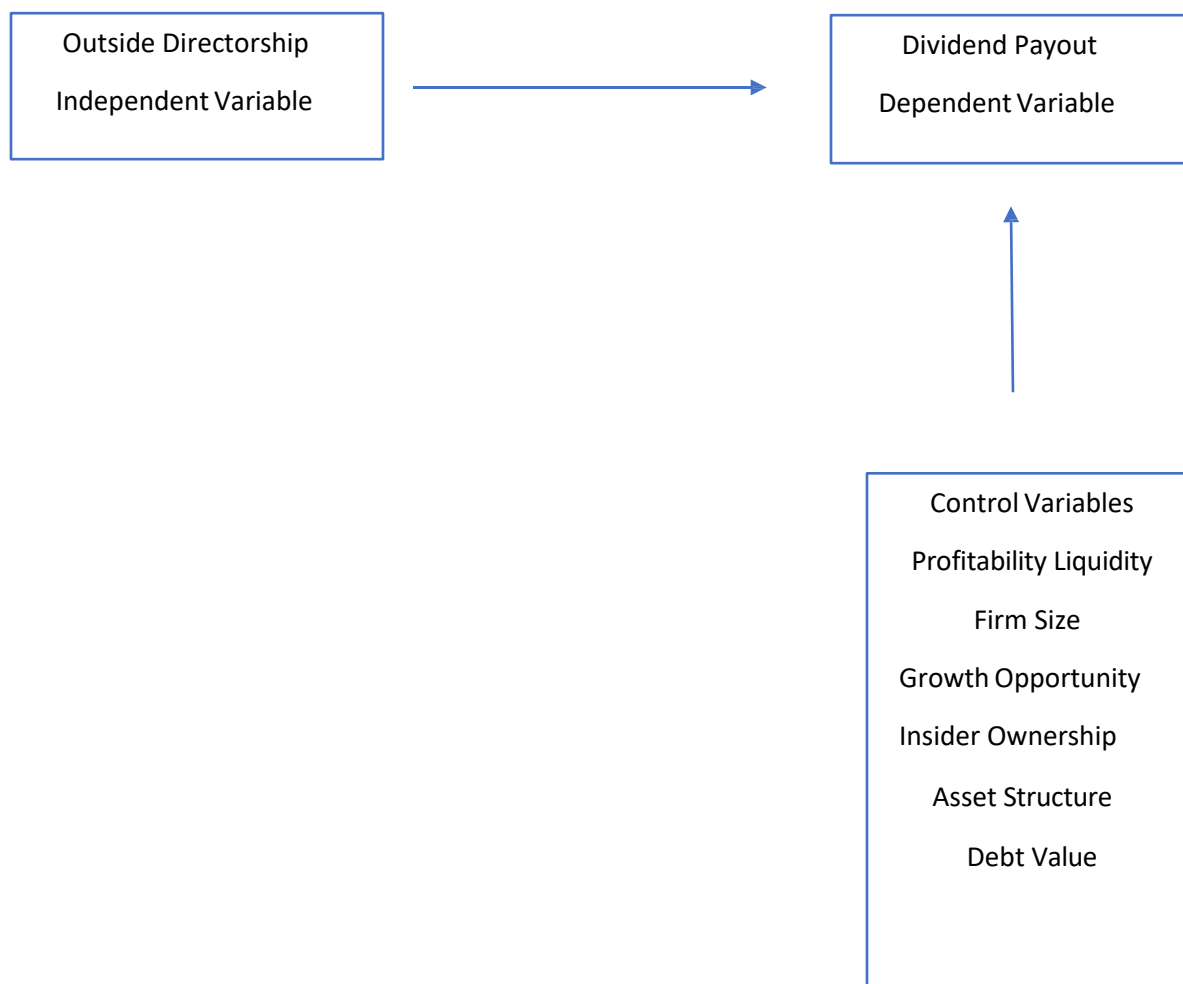 Outside Directorship
Independent Variable
Dividend Payout
Dependent Variable
Control Variables
Profitability Liquidity
Firm Size
Growth Opportunity
Insider Ownership
Asset Structure
Debt Value